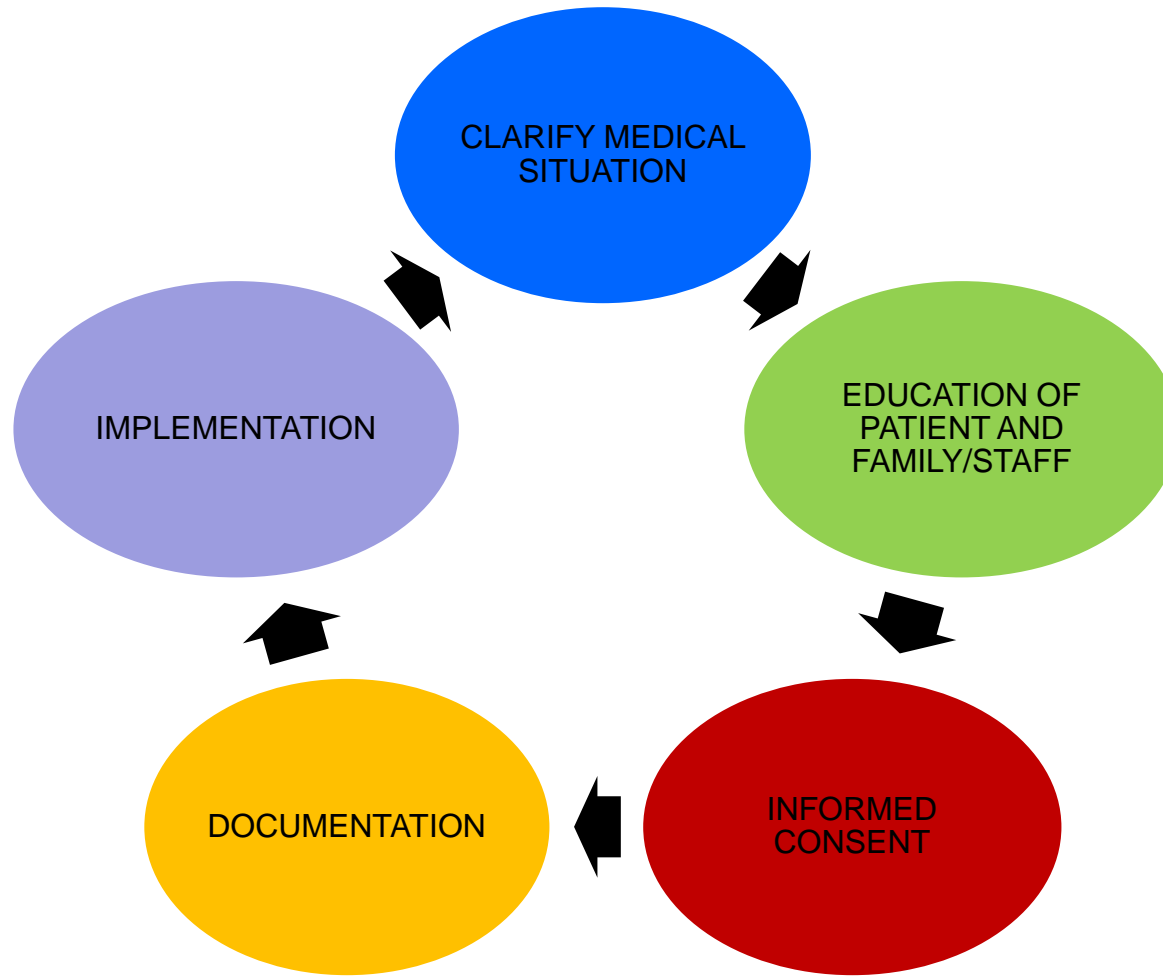 CLARIFY MEDICAL
SITUATION
EDUCATION OF
PATIENT AND
FAMILY/STAFF
INFORMED
CONSENT
DOCUMENTATION
IMPLEMENTATION